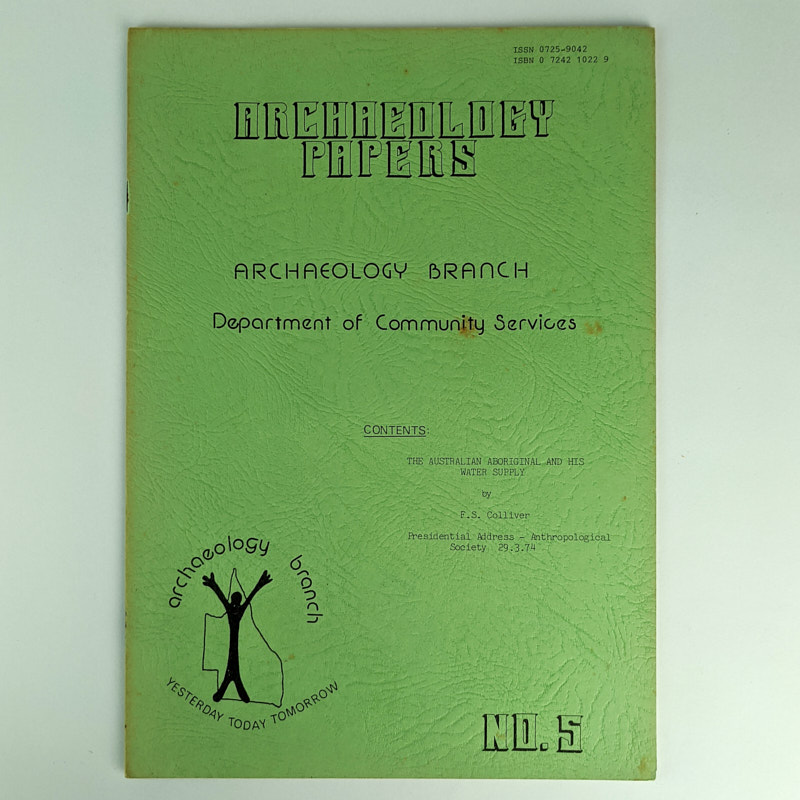 ISSN 0725-9042
ISBN 0 7242 1022 9
ARCHAEOLOGY
PAPERS
ARCHAEOLOGY BRANCH
Department of Community Services
CONTENTS:
THE AUSTRALIAN ABORIGINAL AND HIS
WATER SUPPLY
by
F.S. Colliver
Presidential Address - Anthropological
Society 29.3.74
archaeology branch
YESTERDAY TODAY TOMORROW
NO. 5